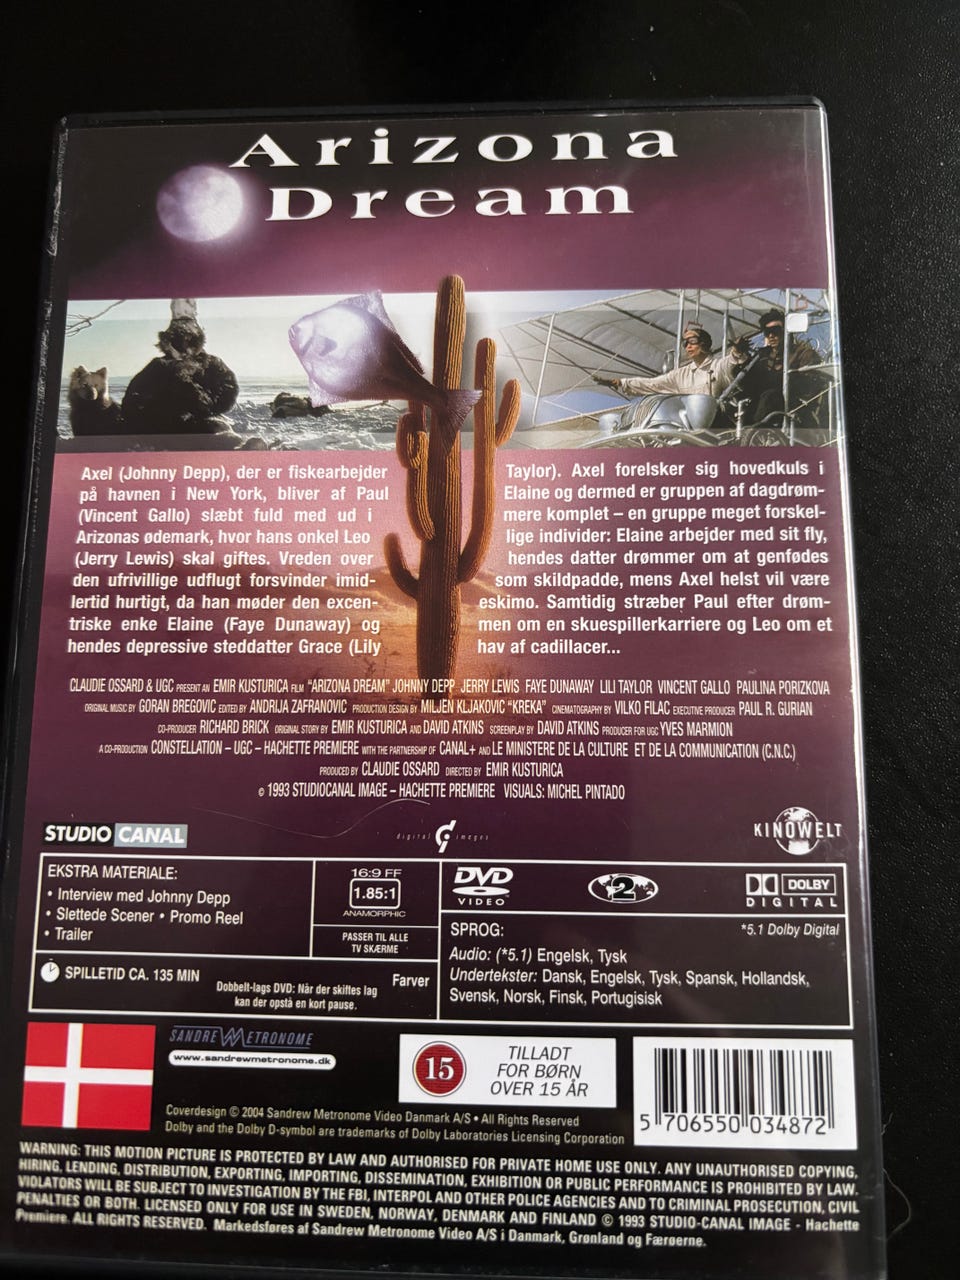 Arizona
Dream
Axel (Johnny Depp), der er fiskearbejder
på havnen i New York, bliver af Paul
(Vincent Gallo) slæbt fuld med ud i
Arizonas ødemark, hvor hans onkel Leo
(Jerry Lewis) skal giftes. Vreden over
den ufrivillige udflugt forsvinder imid-
lertid hurtigt, da han møder den excen-
triske enke Elaine (Faye Dunaway) og
hendes depressive steddatter Grace (Lily
Taylor). Axel forelsker sig hovedkuls i
Elaine og dermed er gruppen af dagdrøm-
mere komplet – en gruppe meget forskel-
lige individer: Elaine arbejder med sit fly,
hendes datter drømmer om at genfødes
som skildpadde, mens Axel helst vil være
eskimo. Samtidig stræber Paul efter drøm-
men om en skuespillerkarriere og Leo om et
hav af cadillacer...
CLAUDIE OSSARD & UGC PRESENT AN EMIR KUSTURICA FILM "ARIZONA DREAM" JOHNNY DEPP JERRY LEWIS FAYE DUNAWAY LILI TAYLOR VINCENT GALLO PAULINA PORIZKOVA
ORIGINAL MUSIC BY GORAN BREGOVIC EDITED BY ANDRIJA ZAFRANOVIC PRODUCTION DESIGN BY MILJEN KLJAKOVIC "KREKA" CINEMATOGRAPHY BY VILKO FILAC EXECUTIVE PRODUCER PAUL R. GURIAN
CO-PRODUCER RICHARD BRICK ORIGINAL STORY BY EMIR KUSTURICA AND DAVID ATKINS SCREENPLAY BY DAVID ATKINS PRODUCER FOR UGC YVES MARMION
A CO-PRODUCTION CONSTELLATION – UGC – HACHETTE PREMIERE WITH THE PARTNERSHIP OF CANAL+ AND LE MINISTERE DE LA CULTURE ET DE LA COMMUNICATION (C.N.C.)
PRODUCED BY CLAUDIE OSSARD DIRECTED BY EMIR KUSTURICA
© 1993 STUDIOCANAL IMAGE – HACHETTE PREMIERE VISUALS: MICHEL PINTADO
STUDIO CANAL
digital images
KINOWELT
EKSTRA MATERIALE:
• Interview med Johnny Depp
• Slettede Scener • Promo Reel
• Trailer
16:9 FF
1.85:1
ANAMORPHIC
PASSER TIL ALLE
TV SKÆRME
SPILLETID CA. 135 MIN
Dobbelt-lags DVD: Når der skiftes lag
kan der opstå en kort pause.
Farver
DVD
VIDEO
2
DOLBY
DIGITAL
SPROG:
*5.1 Dolby Digital
Audio: (*5.1) Engelsk, Tysk
Undertekster: Dansk, Engelsk, Tysk, Spansk, Hollandsk,
Svensk, Norsk, Finsk, Portugisisk
SANDREW METRONOME
www.sandrewmetronome.dk
15
TILLADT
FOR BØRN
OVER 15 ÅR
5 706550 034872
Coverdesign © 2004 Sandrew Metronome Video Danmark A/S • All Rights Reserved
Dolby and the Dolby D-symbol are trademarks of Dolby Laboratories Licensing Corporation
WARNING: THIS MOTION PICTURE IS PROTECTED BY LAW AND AUTHORISED FOR PRIVATE HOME USE ONLY. ANY UNAUTHORISED COPYING,
HIRING, LENDING, DISTRIBUTION, EXPORTING, IMPORTING, DISSEMINATION, EXHIBITION OR PUBLIC PERFORMANCE IS PROHIBITED BY LAW.
VIOLATORS WILL BE SUBJECT TO INVESTIGATION BY THE FBI, INTERPOL AND OTHER POLICE AGENCIES AND TO CRIMINAL PROSECUTION, CIVIL
PENALTIES OR BOTH. LICENSED ONLY FOR USE IN SWEDEN, NORWAY, DENMARK AND FINLAND © 1993 STUDIO-CANAL IMAGE - Hachette
Premiere. ALL RIGHTS RESERVED. Markedsføres af Sandrew Metronome Video A/S i Danmark, Grønland og Færøerne.